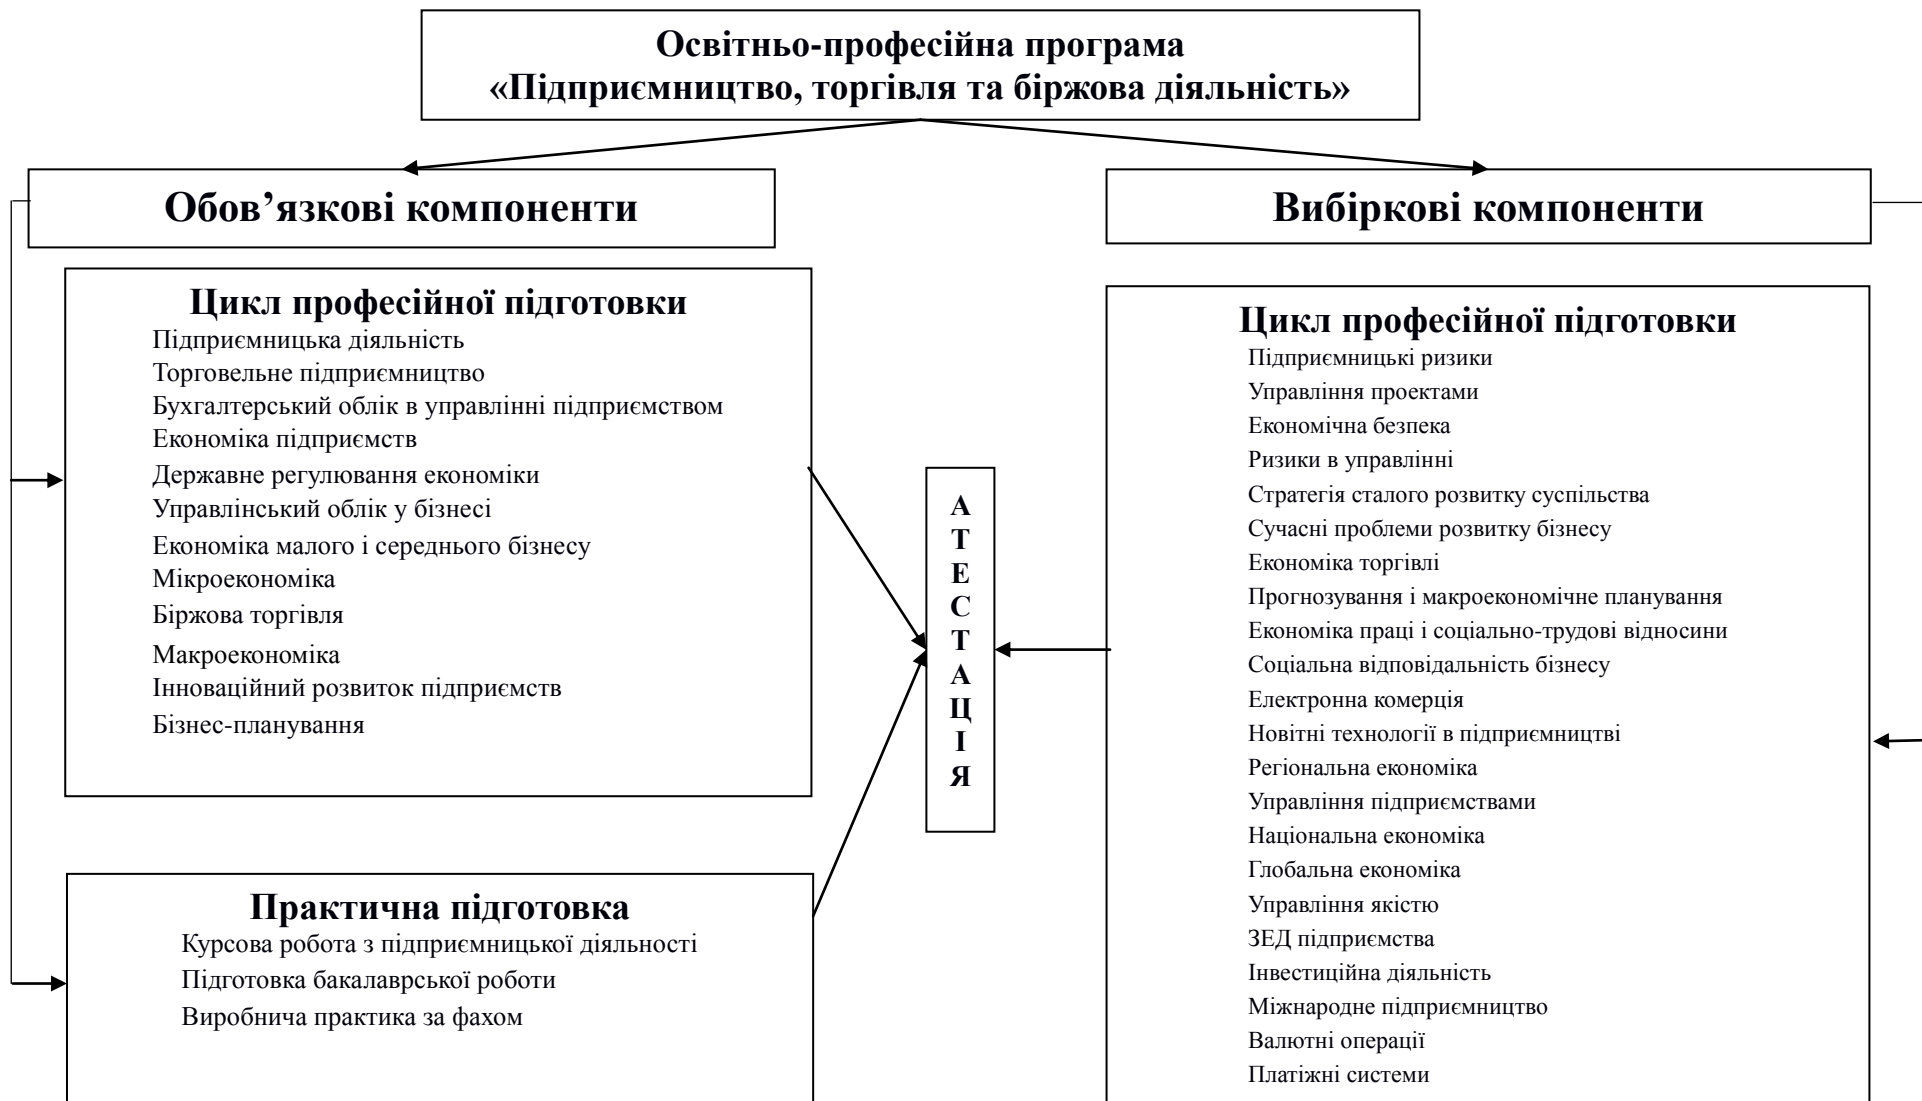 Освітньо-професійна програма
«Підприємництво, торгівля та біржова діяльність»
Обов’язкові компоненти
Цикл професійної підготовки
Підприємницька діяльність
Торговельне підприємництво
Бухгалтерський облік в управлінні підприємством
Економіка підприємств
Державне регулювання економіки
Управлінський облік у бізнесі
Економіка малого і середнього бізнесу
Мікроекономіка
Біржова торгівля
Макроекономіка
Інноваційний розвиток підприємств
Бізнес-планування
Практична підготовка
Курсова робота з підприємницької діяльності
Підготовка бакалаврської роботи
Виробнича практика за фахом
А
Т
Е
С
Т
А
Ц
І
Я
Вибіркові компоненти
Цикл професійної підготовки
Підприємницькі ризики
Управління проектами
Економічна безпека
Ризики в управлінні
Стратегія сталого розвитку суспільства
Сучасні проблеми розвитку бізнесу
Економіка торгівлі
Прогнозування і макроекономічне планування
Економіка праці і соціально-трудові відносини
Соціальна відповідальність бізнесу
Електронна комерція
Новітні технології в підприємництві
Регіональна економіка
Управління підприємствами
Національна економіка
Глобальна економіка
Управління якістю
ЗЕД підприємства
Інвестиційна діяльність
Міжнародне підприємництво
Валютні операції
Платіжні системи